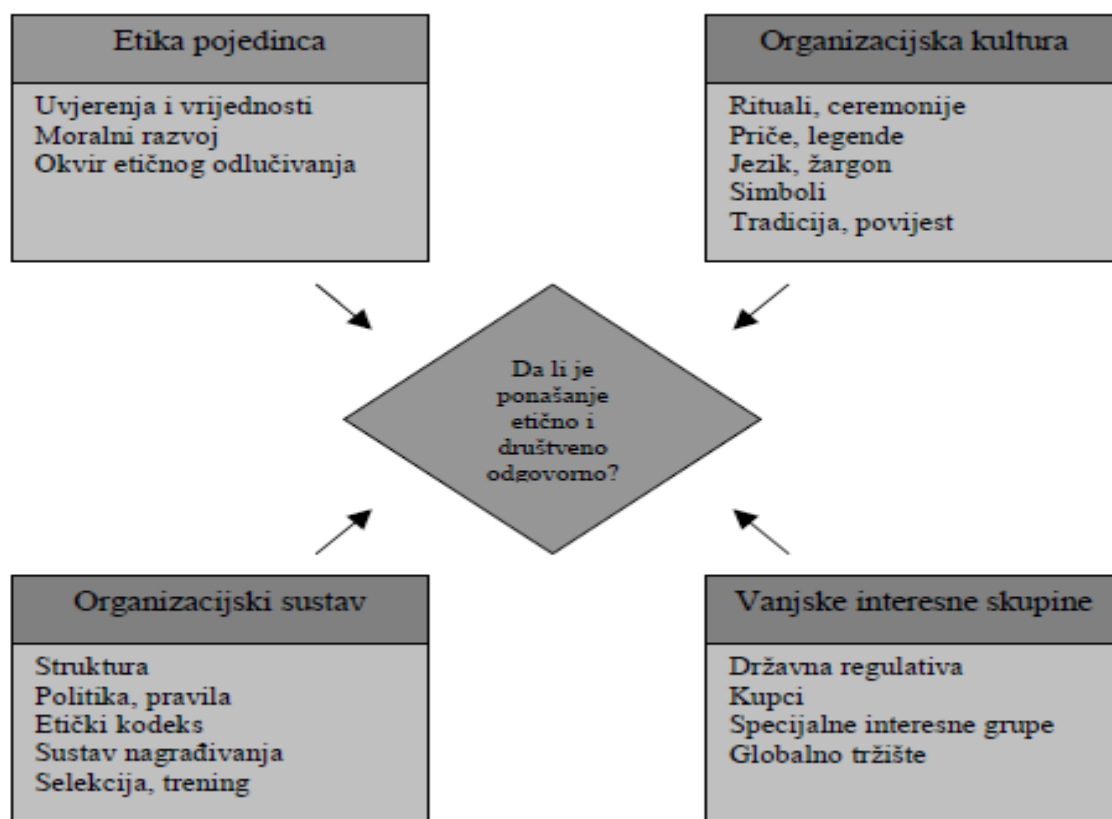 Etika pojedinca
Uvjerenja i vrijednosti
Moralni razvoj
Okvir etičnog odlučivanja
Organizacijska kultura
Rituali, ceremonije
Priče, legende
Jezik, žargon
Simboli
Tradicija, povijest
Da li je
ponašanje
etično i
društveno
odgovorno?
Organizacijski sustav
Struktura
Politika, pravila
Etički kodeks
Sustav nagrađivanja
Selekcija, trening
Vanjske interesne skupine
Državna regulativa
Kupci
Specijalne interesne grupe
Globalno tržište